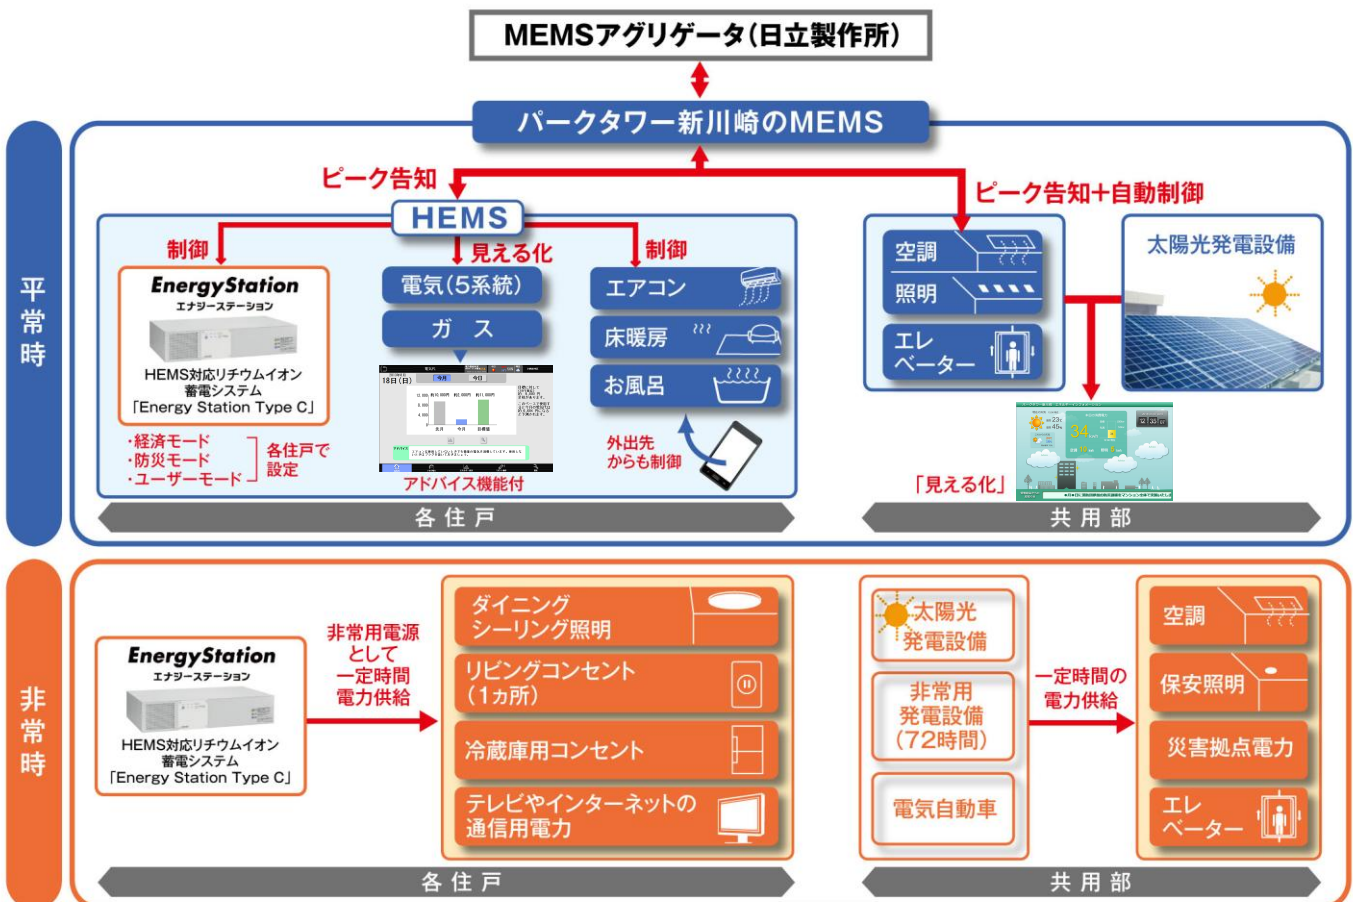 MEMSアグリゲータ(日立製作所)
パークタワー新川崎のMEMS
平常時
ピーク告知
ピーク告知+自動制御
HEMS
制御
見える化
制御
EnergyStation
エナジーステーション
HEMS対応リチウムイオン
蓄電システム
「Energy Station Type C」
・経済モード
・防災モード
・ユーザーモード
各住戸で
設定
電気(5系統)
ガス
18日(日)
今月
今日
アドバイス機能付
エアコン
床暖房
お風呂
外出先
からも制御
各住戸
空調
照明
エレ
ベーター
太陽光発電設備
34
「見える化」
共用部
非常時
EnergyStation
エナジーステーション
HEMS対応リチウムイオン
蓄電システム
「Energy Station Type C」
非常用電源
として
一定時間
電力供給
ダイニング
シーリング照明
リビングコンセント
(1ヵ所)
冷蔵庫用コンセント
テレビやインターネットの
通信用電力
各住戸
太陽光
発電設備
非常用
発電設備
(72時間)
電気自動車
一定時間の
電力供給
空調
保安照明
災害拠点電力
エレ
ベーター
共用部